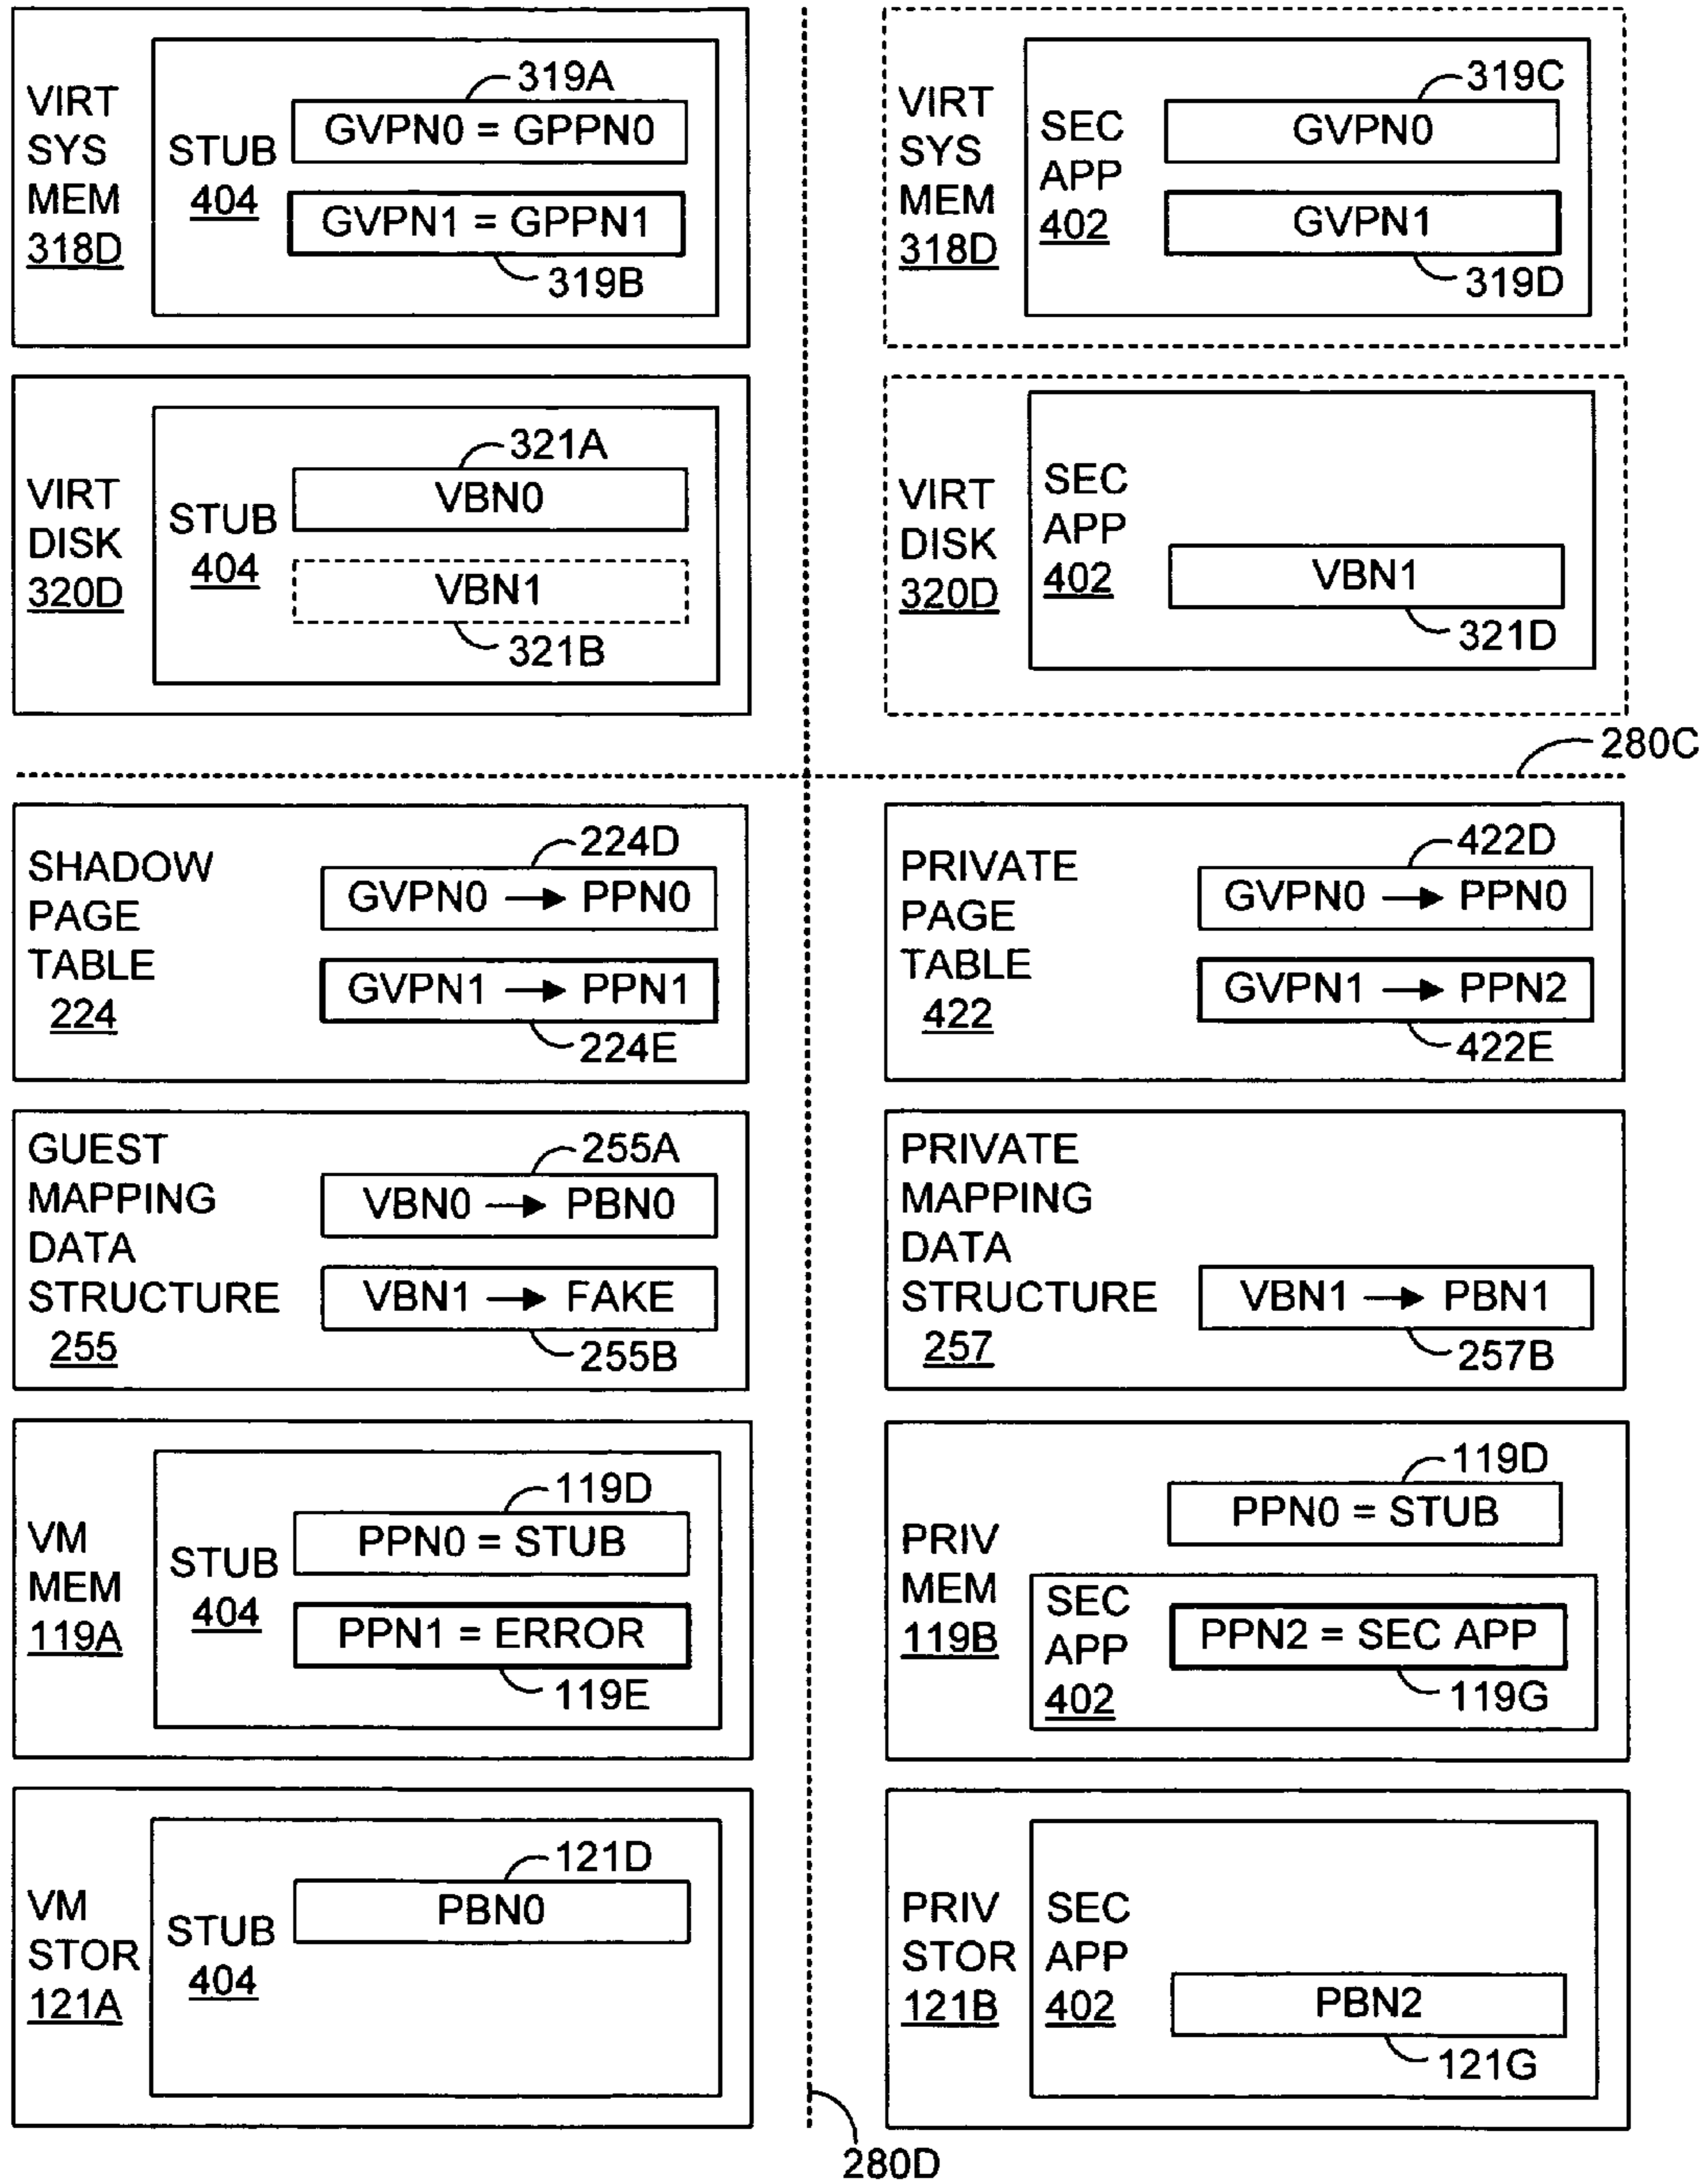 VIRT
SYS
MEM
318D
STUB
404
319A
GVPN0 = GPPN0
GVPN1 = GPPN1
319B
VIRT
SYS
MEM
318D
SEC
APP
402
319C
GVPN0
GVPN1
319D
VIRT
DISK
320D
STUB
404
321A
VBN0
VBN1
321B
VIRT
DISK
320D
SEC
APP
402
VBN1
321D
280C
SHADOW
PAGE
TABLE
224
224D
GVPN0 → PPN0
GVPN1 → PPN1
224E
PRIVATE
PAGE
TABLE
422
422D
GVPN0 → PPN0
GVPN1 → PPN2
422E
GUEST
MAPPING
DATA
STRUCTURE
255
255A
VBN0 → PBN0
VBN1 → FAKE
255B
PRIVATE
MAPPING
DATA
STRUCTURE
257
VBN1 → PBN1
257B
VM
MEM
119A
STUB
404
119D
PPN0 = STUB
PPN1 = ERROR
119E
PRIV
MEM
119B
119D
PPN0 = STUB
SEC
APP
402
PPN2 = SEC APP
119G
VM
STOR
121A
STUB
404
121D
PBN0
PRIV
STOR
121B
SEC
APP
402
PBN2
121G
280D